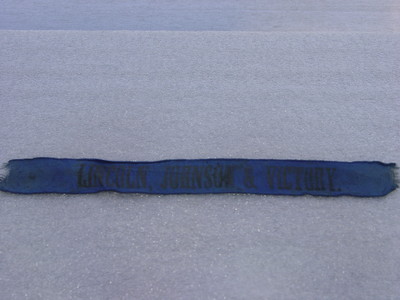 LINCOLN, JOHNSON & VICTORY.